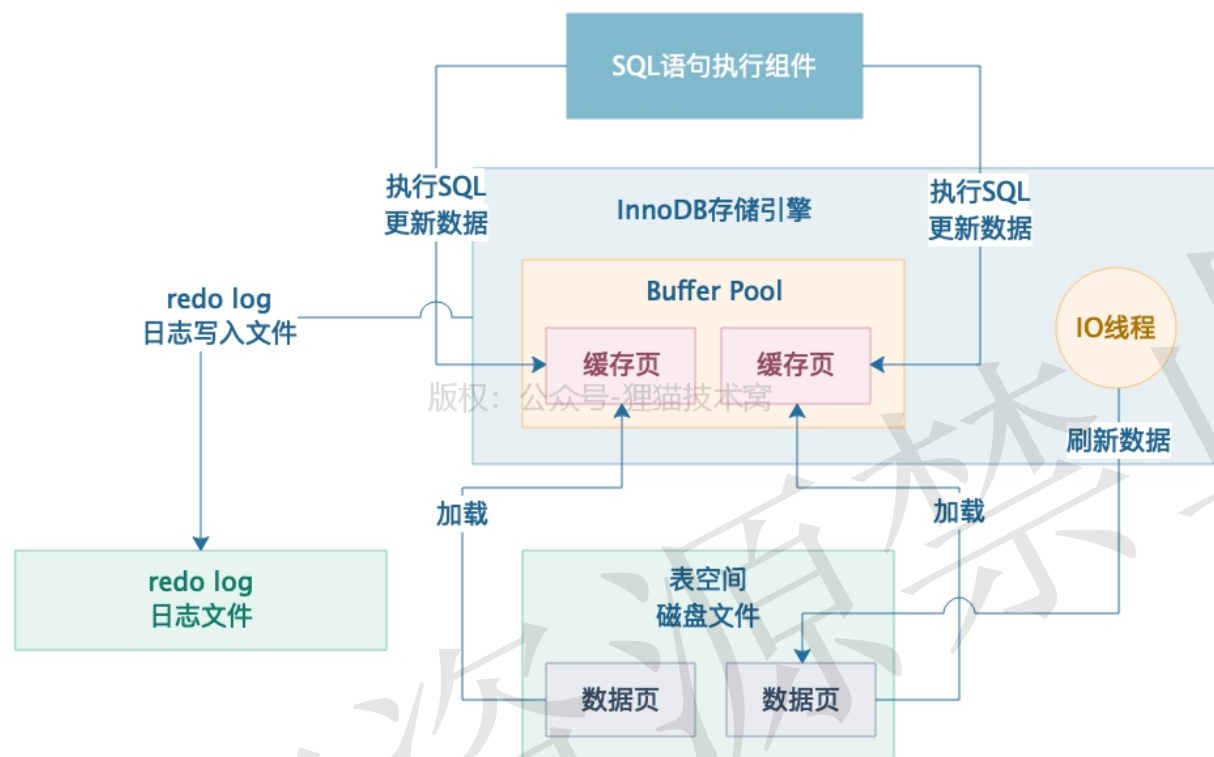 SQL语句执行组件
执行SQL
更新数据
InnoDB存储引擎
执行SQL
更新数据
Buffer Pool
redo log
日志写入文件
缓存页
缓存页
IO线程
版权：公众号-狸猫技术窝
刷新数据
加载
加载
redo log
日志文件
表空间
磁盘文件
数据页
数据页
资源禁